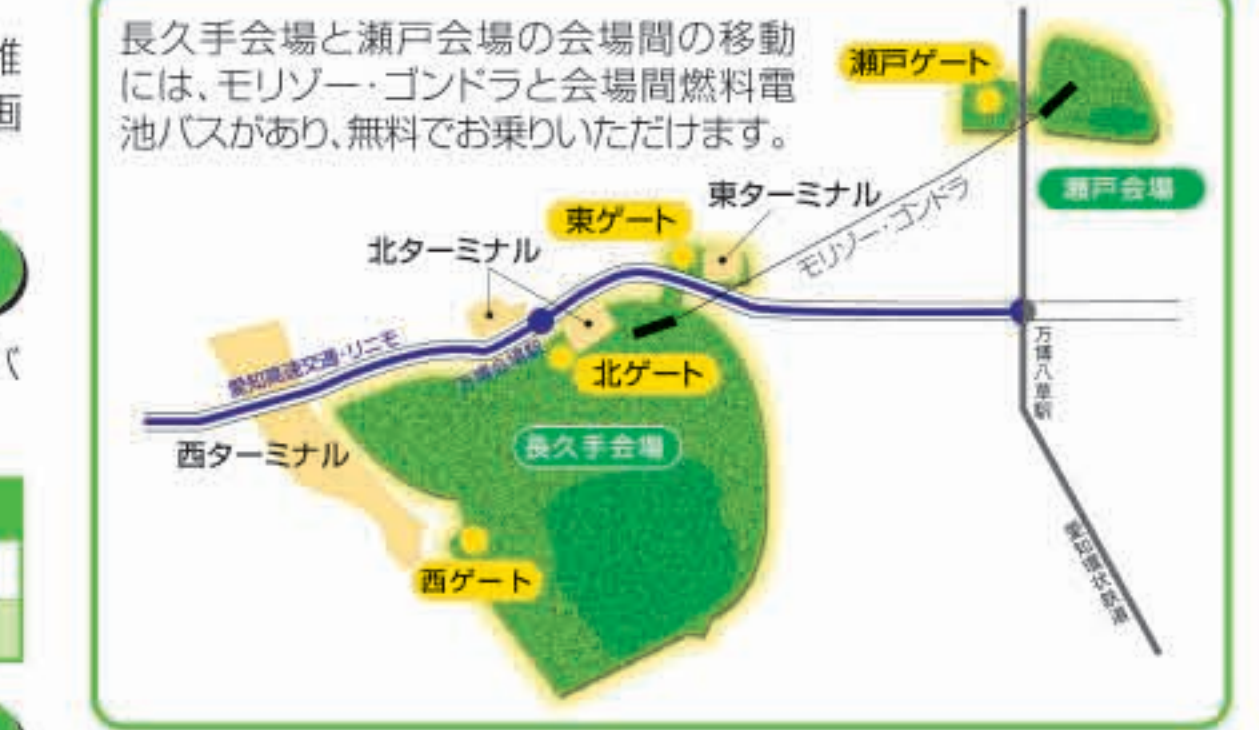 長久手会場と瀬戸会場の会場間の移動
には、モリゾー・ゴンドラと会場間燃料電
池バスがあり、無料でお乗りいただけます。
瀬戸ゲート
瀬戸会場
東ターミナル
モリゾー・ゴンドラ
東ゲート
北ターミナル
愛知高速交通・リニモ
万博会場駅
北ゲート
万博八草駅
西ターミナル
長久手会場
愛知環状鉄道
西ゲート
画